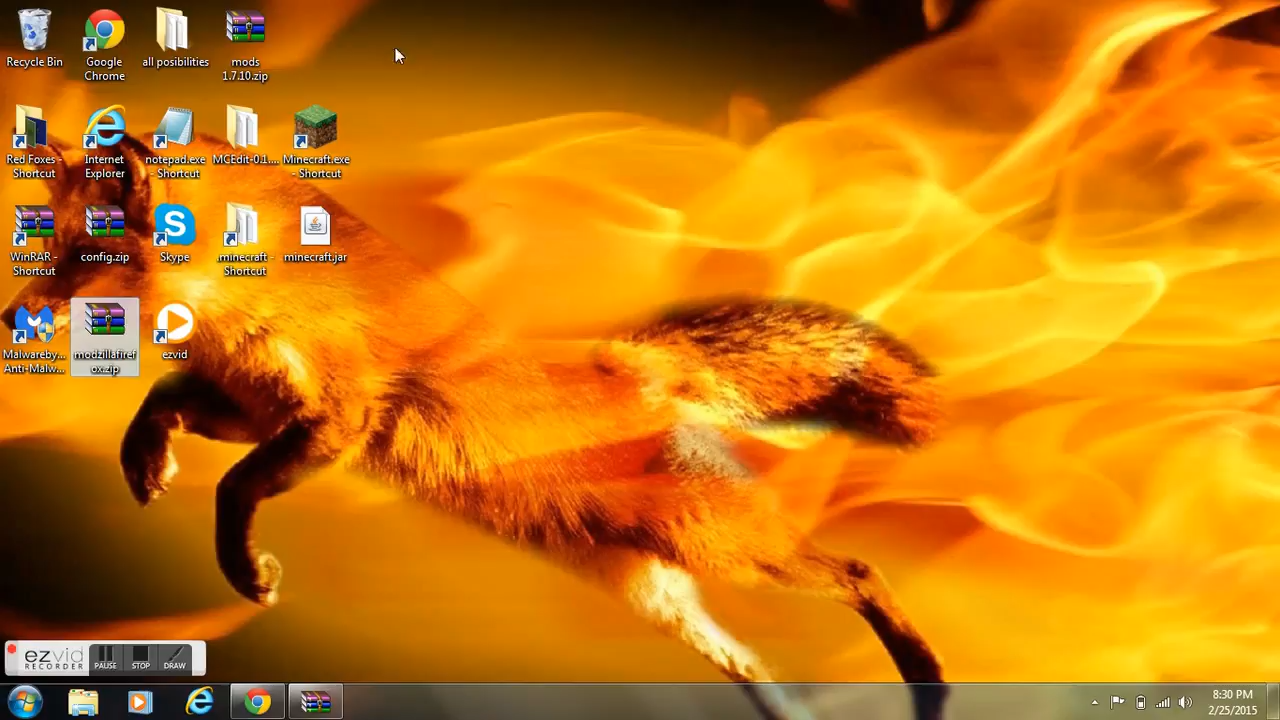 Recycle Bin
Google
Chrome
all posibilities
mods
1.7.10.zip
Red Foxes -
Shortcut
Internet
Explorer
notepad.exe
- Shortcut
MCEdit-0.1....
Minecraft.exe
- Shortcut
WinRAR -
Shortcut
config.zip
Skype
.minecraft -
Shortcut
minecraft.jar
Malwareby...
Anti-Malw...
modzillafiref
ox.zip
ezvid
ezvid
RECORDER
PAUSE
STOP
DRAW
8:30 PM
2/25/2015